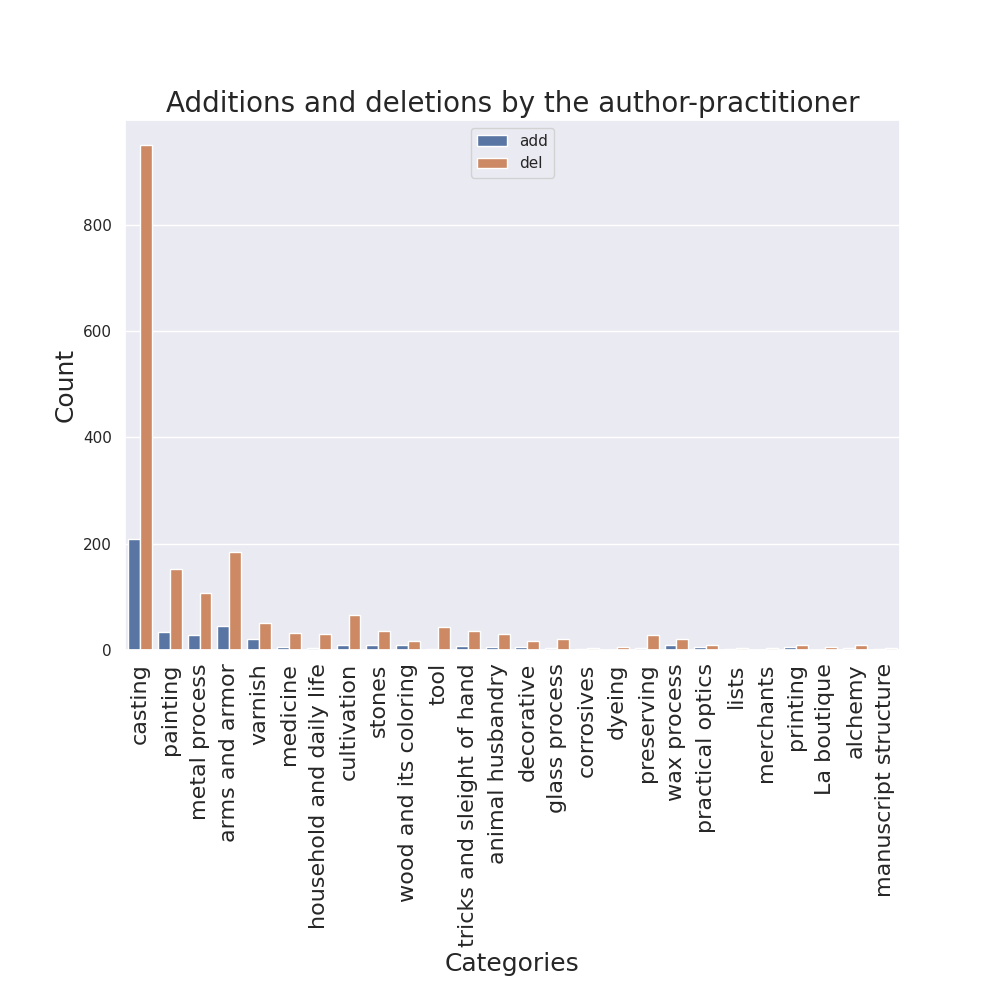 Additions and deletions by the author-practitioner
add
del
800
600
400
200
0
Count
casting
painting
metal process
arms and armor
varnish
medicine
household and daily life
cultivation
stones
wood and its coloring
tool
tricks and sleight of hand
animal husbandry
decorative
glass process
corrosives
dyeing
preserving
wax process
practical optics
lists
merchants
printing
La boutique
alchemy
manuscript structure
Categories